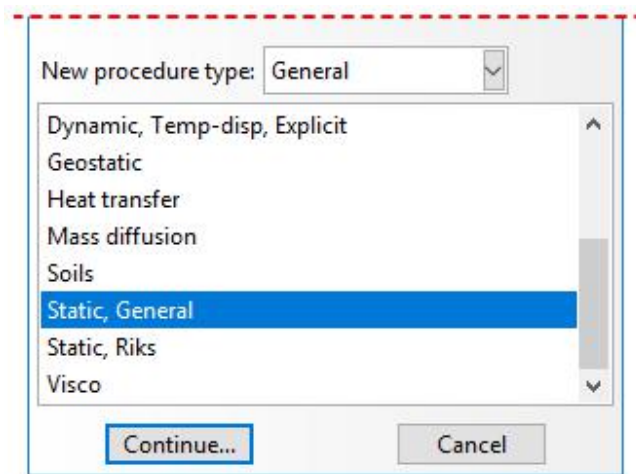 New procedure type: General
Dynamic, Temp-disp, Explicit
Geostatic
Heat transfer
Mass diffusion
Soils
Static, General
Static, Riks
Visco
Continue... Cancel